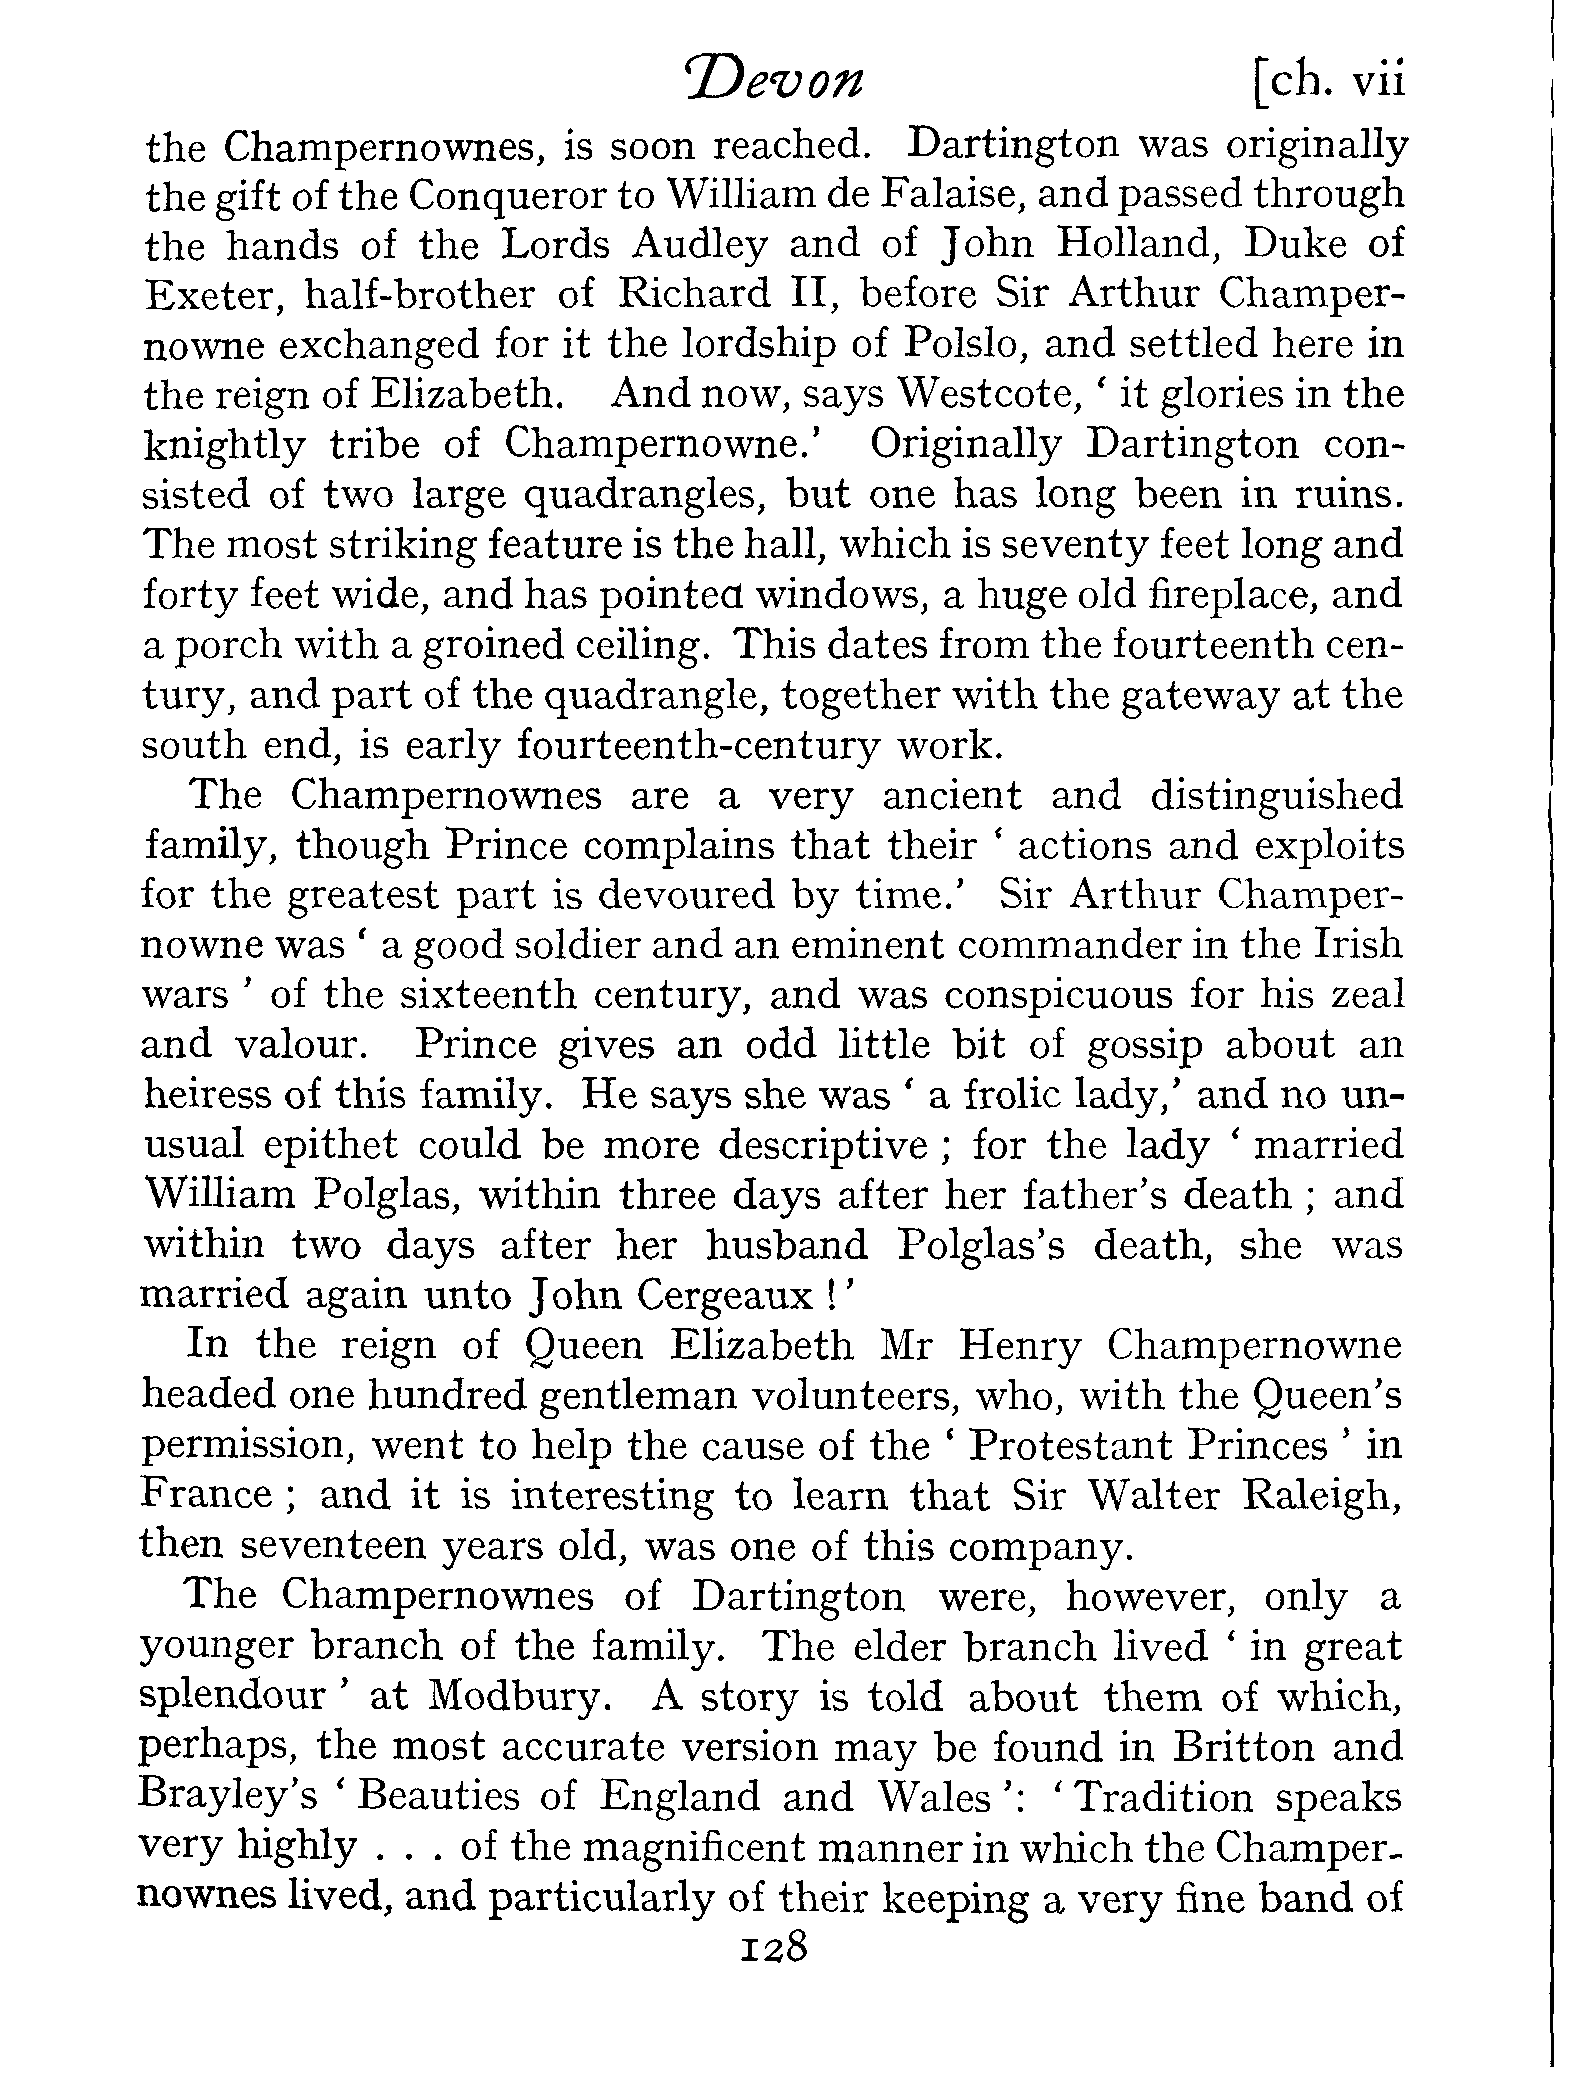 Devon [ch. vii
the Champernownes, is soon reached. Dartington was originally
the gift of the Conqueror to William de Falaise, and passed through
the hands of the Lords Audley and of John Holland, Duke of
Exeter, half-brother of Richard II, before Sir Arthur Champer-
nowne exchanged for it the lordship of Polslo, and settled here in
the reign of Elizabeth. And now, says Westcote, ‘ it glories in the
knightly tribe of Champernowne.’ Originally Dartington con-
sisted of two large quadrangles, but one has long been in ruins.
The most striking feature is the hall, which is seventy feet long and
forty feet wide, and has pointed windows, a huge old fireplace, and
a porch with a groined ceiling. This dates from the fourteenth cen-
tury, and part of the quadrangle, together with the gateway at the
south end, is early fourteenth-century work.
The Champernownes are a very ancient and distinguished
family, though Prince complains that their ‘ actions and exploits
for the greatest part is devoured by time.’ Sir Arthur Champer-
nowne was ‘ a good soldier and an eminent commander in the Irish
wars ’ of the sixteenth century, and was conspicuous for his zeal
and valour. Prince gives an odd little bit of gossip about an
heiress of this family. He says she was ‘ a frolic lady,’ and no un-
usual epithet could be more descriptive ; for the lady ‘ married
William Polglas, within three days after her father’s death ; and
within two days after her husband Polglas’s death, she was
married again unto John Cergeaux ! ’
In the reign of Queen Elizabeth Mr Henry Champernowne
headed one hundred gentleman volunteers, who, with the Queen’s
permission, went to help the cause of the ‘ Protestant Princes ’ in
France ; and it is interesting to learn that Sir Walter Raleigh,
then seventeen years old, was one of this company.
The Champernownes of Dartington were, however, only a
younger branch of the family. The elder branch lived ‘ in great
splendour ’ at Modbury. A story is told about them of which,
perhaps, the most accurate version may be found in Britton and
Brayley’s ‘ Beauties of England and Wales ’: ‘ Tradition speaks
very highly . . . of the magnificent manner in which the Champer-
nownes lived, and particularly of their keeping a very fine band of
128